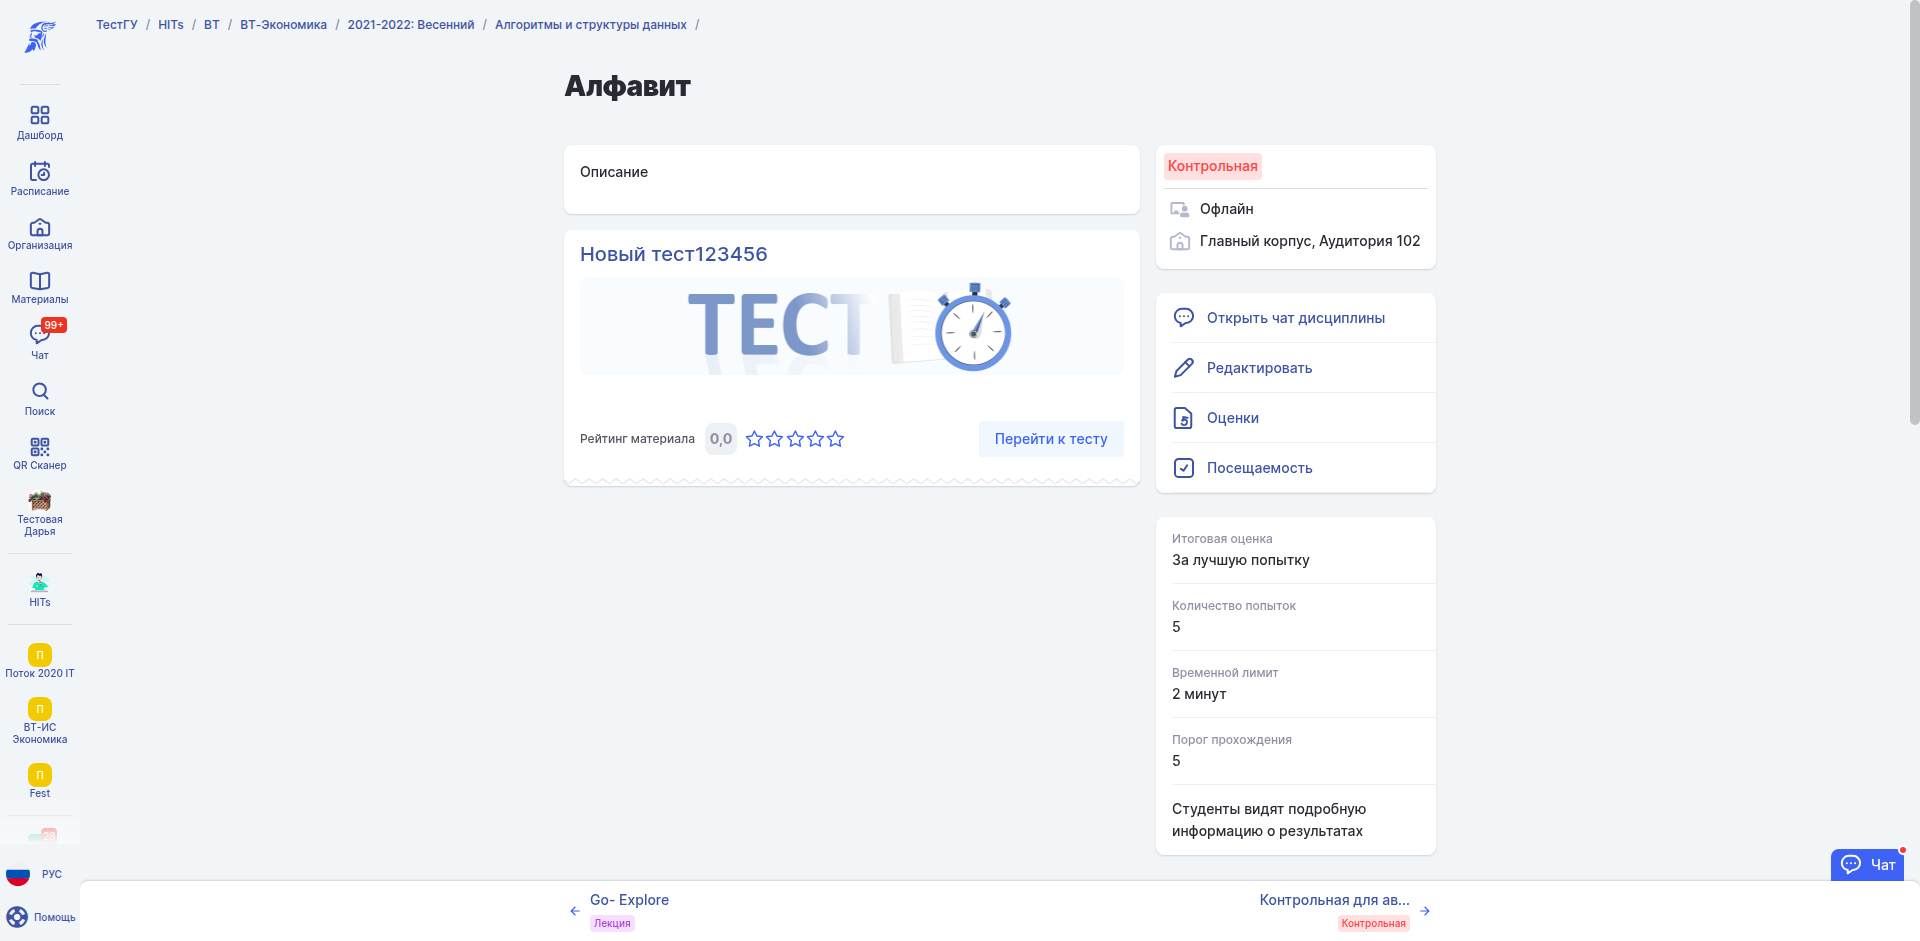 ТестГУ / HITs / ВТ / ВТ-Экономика / 2021-2022: Весенний / Алгоритмы и структуры данных /
Дашборд
Расписание
Организация
Материалы
99+
Чат
Поиск
QR Сканер
Тестовая
Дарья
HITs
П
Поток 2020 IT
П
ВТ-ИС
Экономика
П
Fest
28
РУС
Помощь
Алфавит
Описание
Новый тест123456
ТЕСТ
Рейтинг материала 0,0
Перейти к тесту
Контрольная
Офлайн
Главный корпус, Аудитория 102
Открыть чат дисциплины
Редактировать
Оценки
Посещаемость
Итоговая оценка
За лучшую попытку
Количество попыток
5
Временной лимит
2 минут
Порог прохождения
5
Студенты видят подробную
информацию о результатах
Чат
Go- Explore
Лекция
Контрольная для ав...
Контрольная